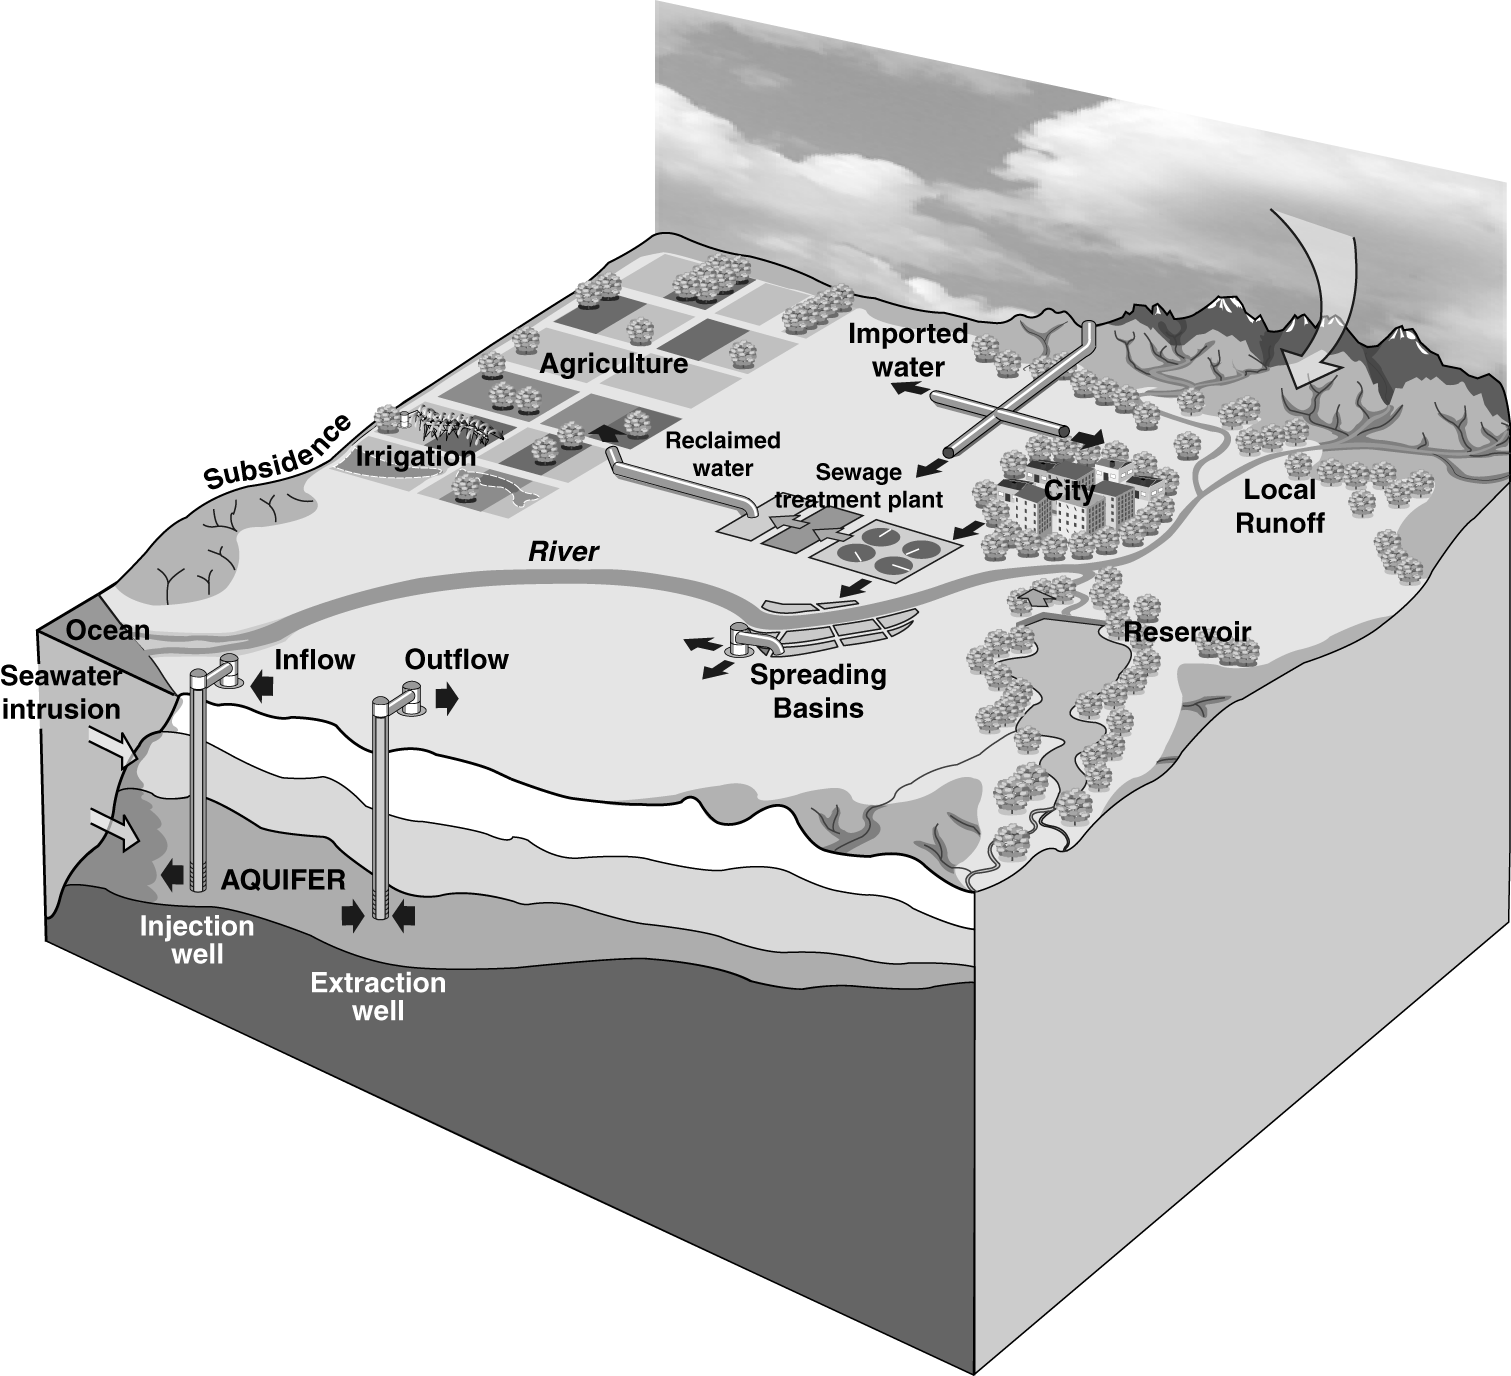 Imported
water
Agriculture
Reclaimed
water
Subsidence
Irrigation
Sewage
treatment plant
City
Local
Runoff
River
Ocean
Reservoir
Inflow
Outflow
Seawater
intrusion
Spreading
Basins
AQUIFER
Injection
well
Extraction
well